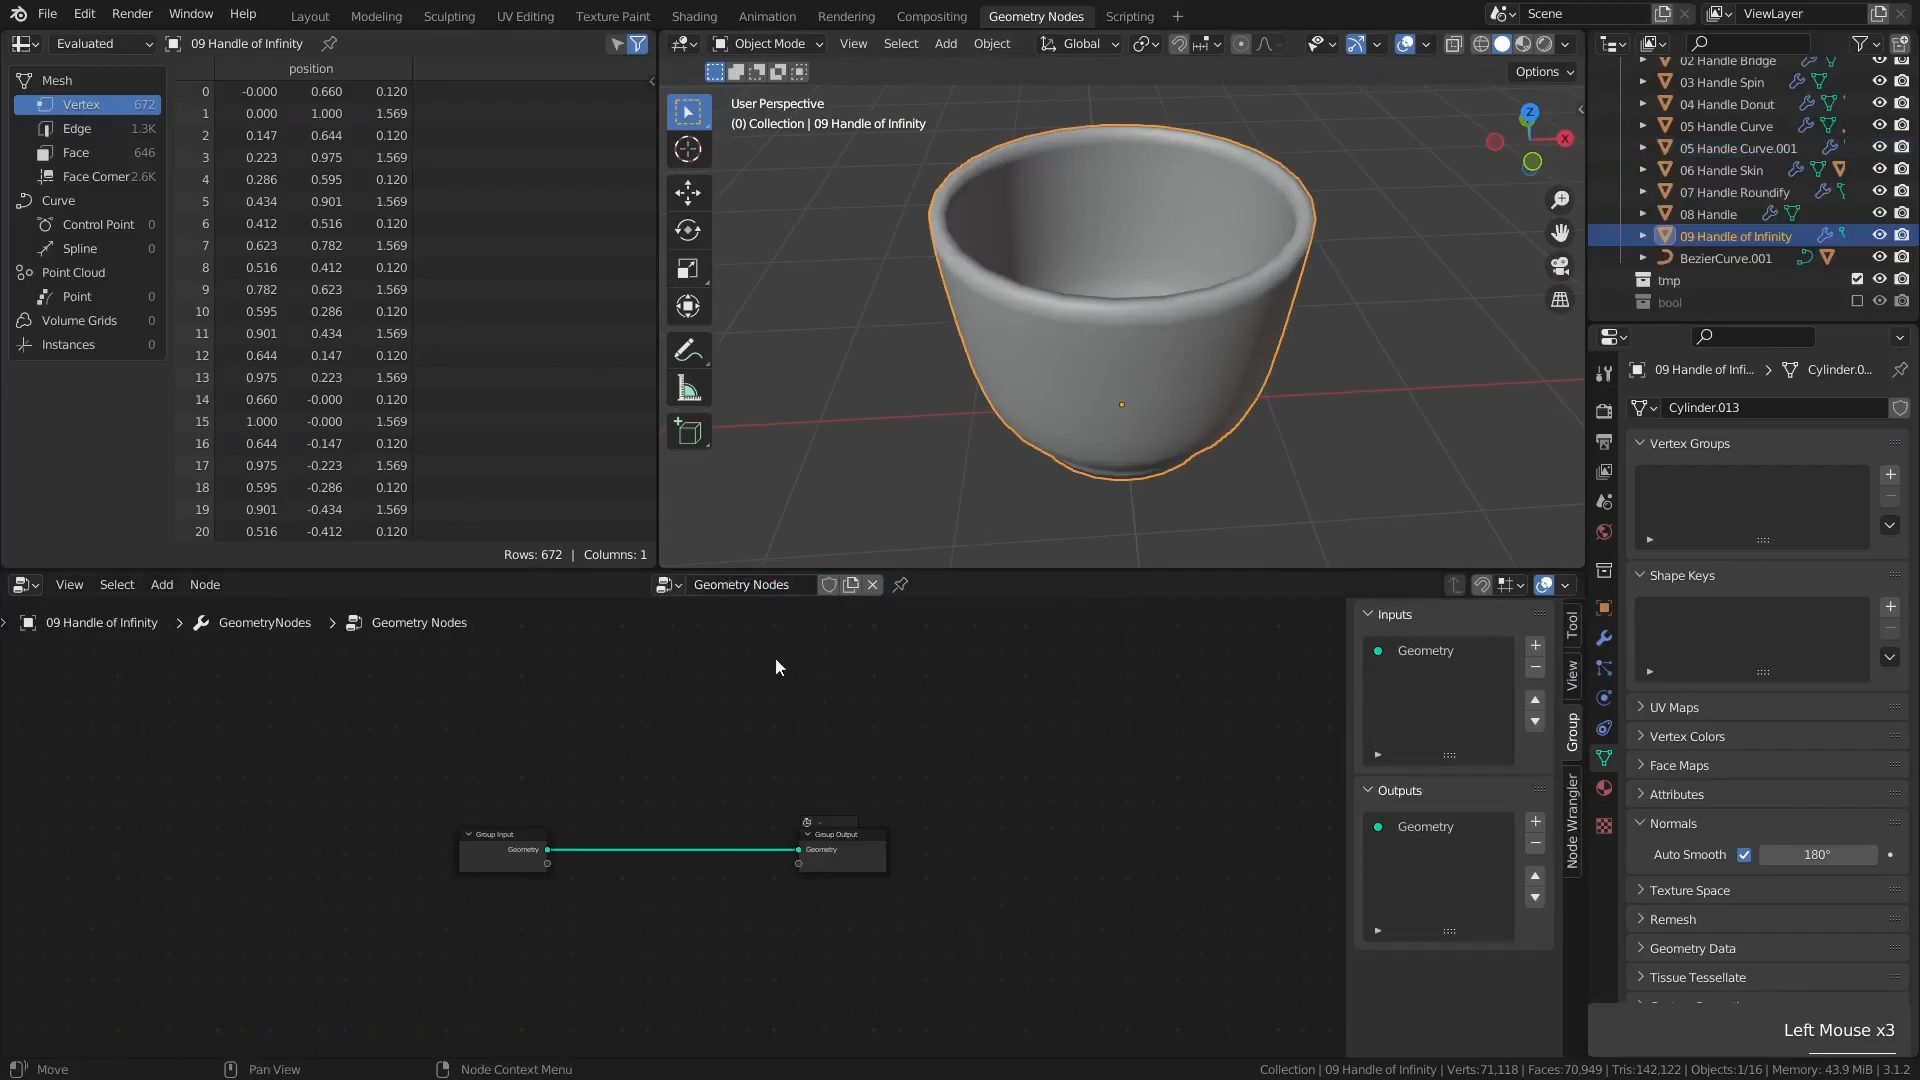 File Edit Render Window Help Layout Modeling Sculpting UV Editing Texture Paint Shading Animation Rendering Compositing Geometry Nodes Scripting + Scene ViewLayer
Evaluated 09 Handle of Infinity
Object Mode View Select Add Object Global
Options
position
Mesh
Vertex 672
Edge 1.3K
Face 646
Face Corner 2.6K
Curve
Control Point 0
Spline 0
Point Cloud
Point 0
Volume Grids 0
Instances 0
0 -0.000 0.660 0.120
1 0.000 1.000 1.569
2 0.147 0.644 0.120
3 0.223 0.975 1.569
4 0.286 0.595 0.120
5 0.434 0.901 1.569
6 0.412 0.516 0.120
7 0.623 0.782 1.569
8 0.516 0.412 0.120
9 0.782 0.623 1.569
10 0.595 0.286 0.120
11 0.901 0.434 1.569
12 0.644 0.147 0.120
13 0.975 0.223 1.569
14 0.660 -0.000 0.120
15 1.000 -0.000 1.569
16 0.644 -0.147 0.120
17 0.975 -0.223 1.569
18 0.595 -0.286 0.120
19 0.901 -0.434 1.569
20 0.516 -0.412 0.120
Rows: 672 | Columns: 1
User Perspective
(0) Collection | 09 Handle of Infinity
Z
X
02 Handle Bridge
03 Handle Spin
04 Handle Donut
05 Handle Curve
05 Handle Curve.001
06 Handle Skin
07 Handle Roundify
08 Handle
09 Handle of Infinity
BezierCurve.001
tmp
bool
09 Handle of Infi... > Cylinder.0...
Cylinder.013
Vertex Groups
Shape Keys
UV Maps
Vertex Colors
Face Maps
Attributes
Normals
Auto Smooth 180°
Texture Space
Remesh
Geometry Data
Tissue Tessellate
View Select Add Node Geometry Nodes
09 Handle of Infinity > GeometryNodes > Geometry Nodes
Group Input
Geometry
Group Output
Geometry
Inputs
Geometry
Outputs
Geometry
Tool
View
Group
Node Wrangler
Left Mouse x3
Move Pan View Node Context Menu
Collection | 09 Handle of Infinity | Verts:71,118 | Faces:70,949 | Tris:142,122 | Objects:1/16 | Memory: 43.9 MiB | 3.1.2